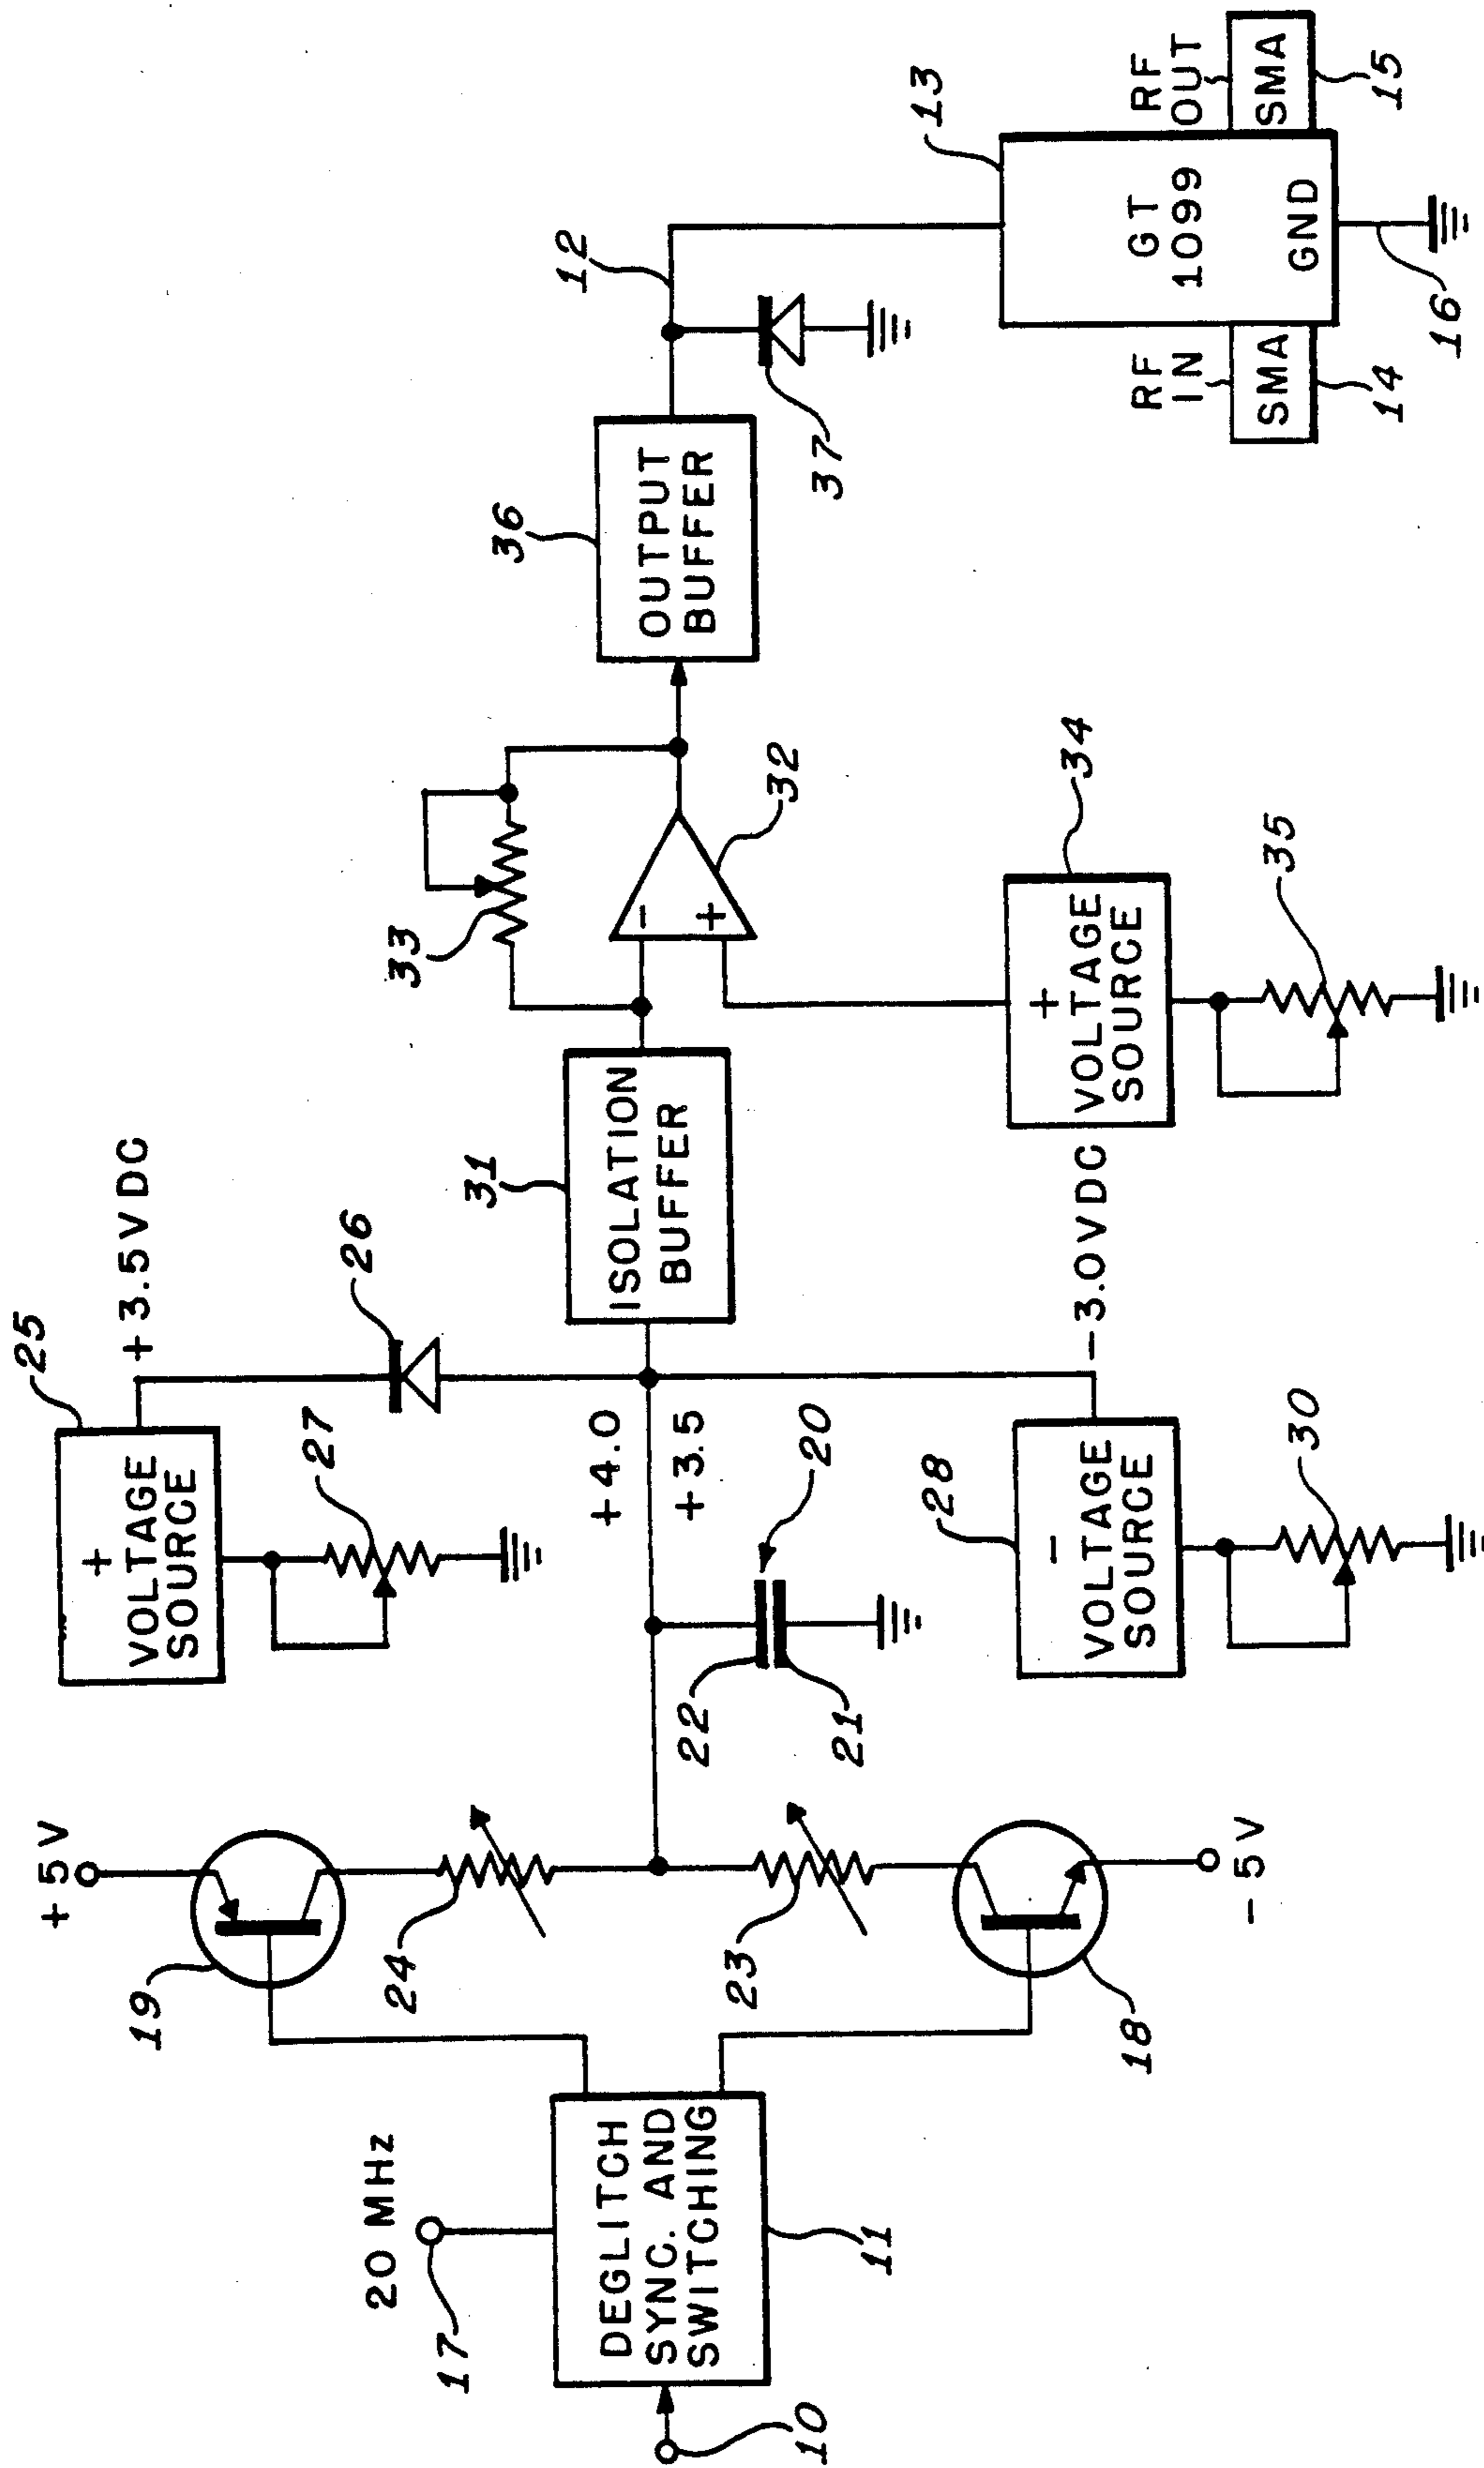 +5V
19
24
23
18
-5V
20 MHz
17
DEGLITCH
SYNC. AND
SWITCHING
11
10
25
+3.5V DC
+
VOLTAGE
SOURCE
27
26
+4.0
+3.5
20
22
21
28
-3.0VDC
-
VOLTAGE
SOURCE
30
31
ISOLATION
BUFFER
33
-
+
32
34
+
VOLTAGE
SOURCE
35
36
OUTPUT
BUFFER
12
37
13
GT
1099
GND
RF
IN
SMA
14
RF
OUT
SMA
15
16